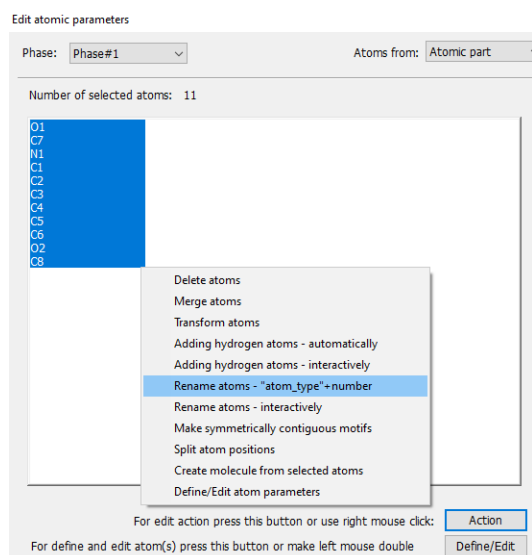 Edit atomic parameters
Phase: Phase#1 Atoms from: Atomic part
Number of selected atoms: 11
O1
C7
N1
C1
C2
C3
C4
C5
C6
O2
C8
Delete atoms
Merge atoms
Transform atoms
Adding hydrogen atoms - automatically
Adding hydrogen atoms - interactively
Rename atoms - "atom_type"+number
Rename atoms - interactively
Make symmetrically contiguous motifs
Split atom positions
Create molecule from selected atoms
Define/Edit atom parameters
For edit action press this button or use right mouse click: Action
For define and edit atom(s) press this button or make left mouse double Define/Edit